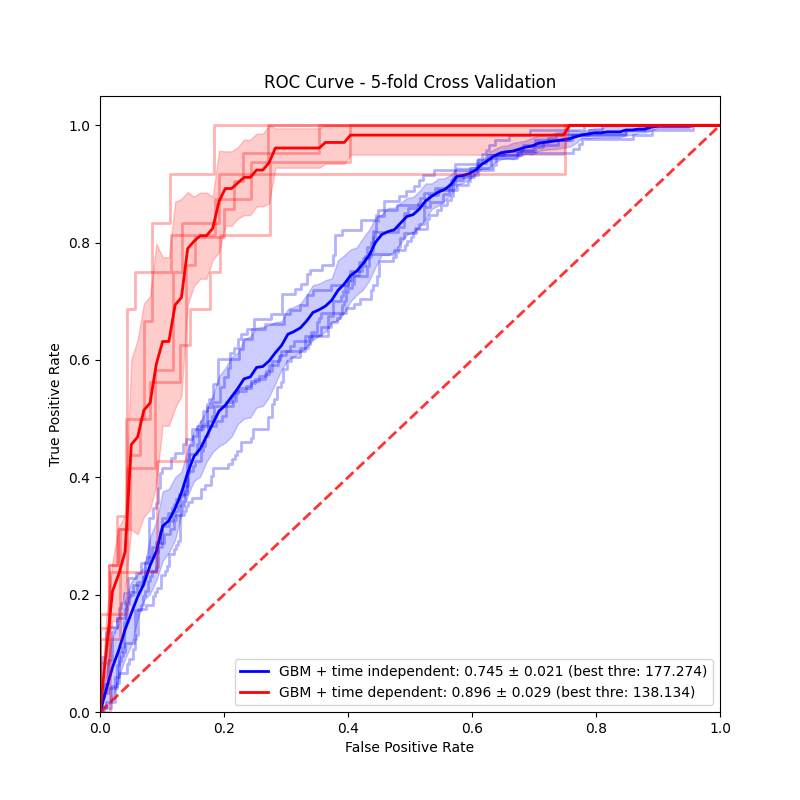 ROC Curve - 5-fold Cross Validation
True Positive Rate
1.0
0.8
0.6
0.4
0.2
0.0
GBM + time independent: 0.745 ± 0.021 (best thre: 177.274)
GBM + time dependent: 0.896 ± 0.029 (best thre: 138.134)
0.0 0.2 0.4 0.6 0.8 1.0
False Positive Rate